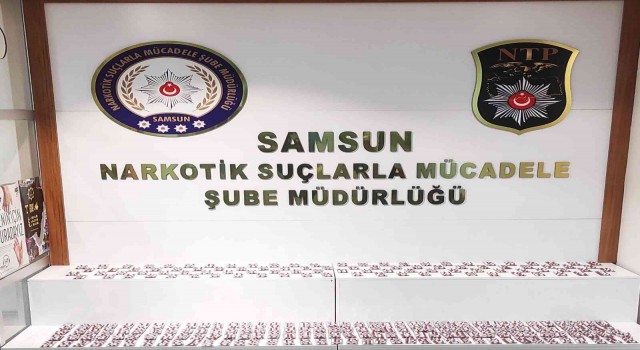 NARKOTİK SUÇLARLA MÜCADELE ŞUBE MÜDÜRLÜĞÜ
SAMSUN
NTP
SAMSUN
NARKOTİK SUÇLARLA MÜCADELE
ŞUBE MÜDÜRLÜĞÜ